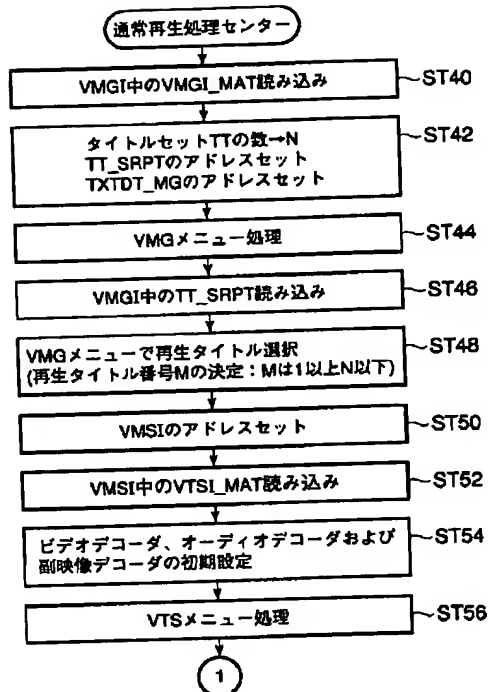 通常再生処理センター
VMGI中のVMGI_MAT読み込み
ST40
タイトルセットTTの数→N
TT_SRPTのアドレスセット
TXTDT_MGのアドレスセット
ST42
VMGメニュー処理
ST44
VMGI中のTT_SRPT読み込み
ST46
VMGメニューで再生タイトル選択
(再生タイトル番号Mの決定：Mは1以上N以下)
ST48
VMSIのアドレスセット
ST50
VMSI中のVTSI_MAT読み込み
ST52
ビデオデコーダ、オーディオデコーダおよび
副映像デコーダの初期設定
ST54
VTSメニュー処理
ST56
1